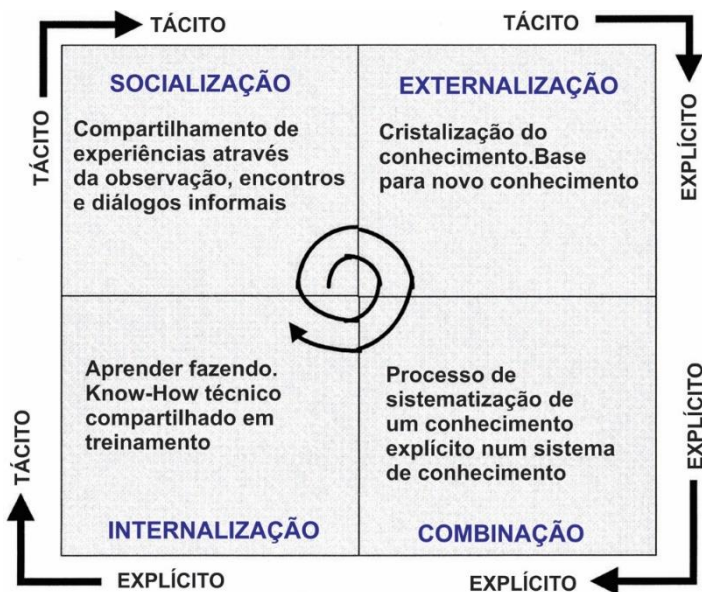 TÁCITO
TÁCITO
TÁCITO
EXPLÍCITO
SOCIALIZAÇÃO
Compartilhamento de
experiências através
da observação, encontros
e diálogos informais
EXTERNALIZAÇÃO
Cristalização do
conhecimento.Base
para novo conhecimento
Aprender fazendo.
Know-How técnico
compartilhado em
treinamento
INTERNALIZAÇÃO
Processo de
sistematização de
um conhecimento
explícito num sistema
de conhecimento
COMBINAÇÃO
TÁCITO
EXPLÍCITO
EXPLÍCITO
EXPLÍCITO